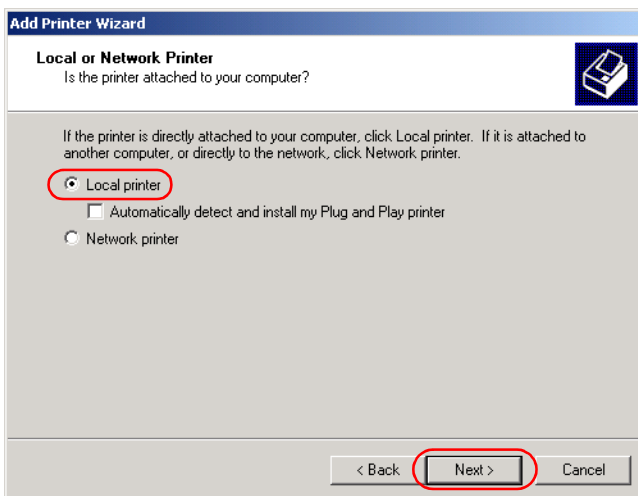 Add Printer Wizard
Local or Network Printer
Is the printer attached to your computer?
If the printer is directly attached to your computer, click Local printer. If it is attached to
another computer, or directly to the network, click Network printer.
Local printer
Automatically detect and install my Plug and Play printer
Network printer
< Back Next > Cancel